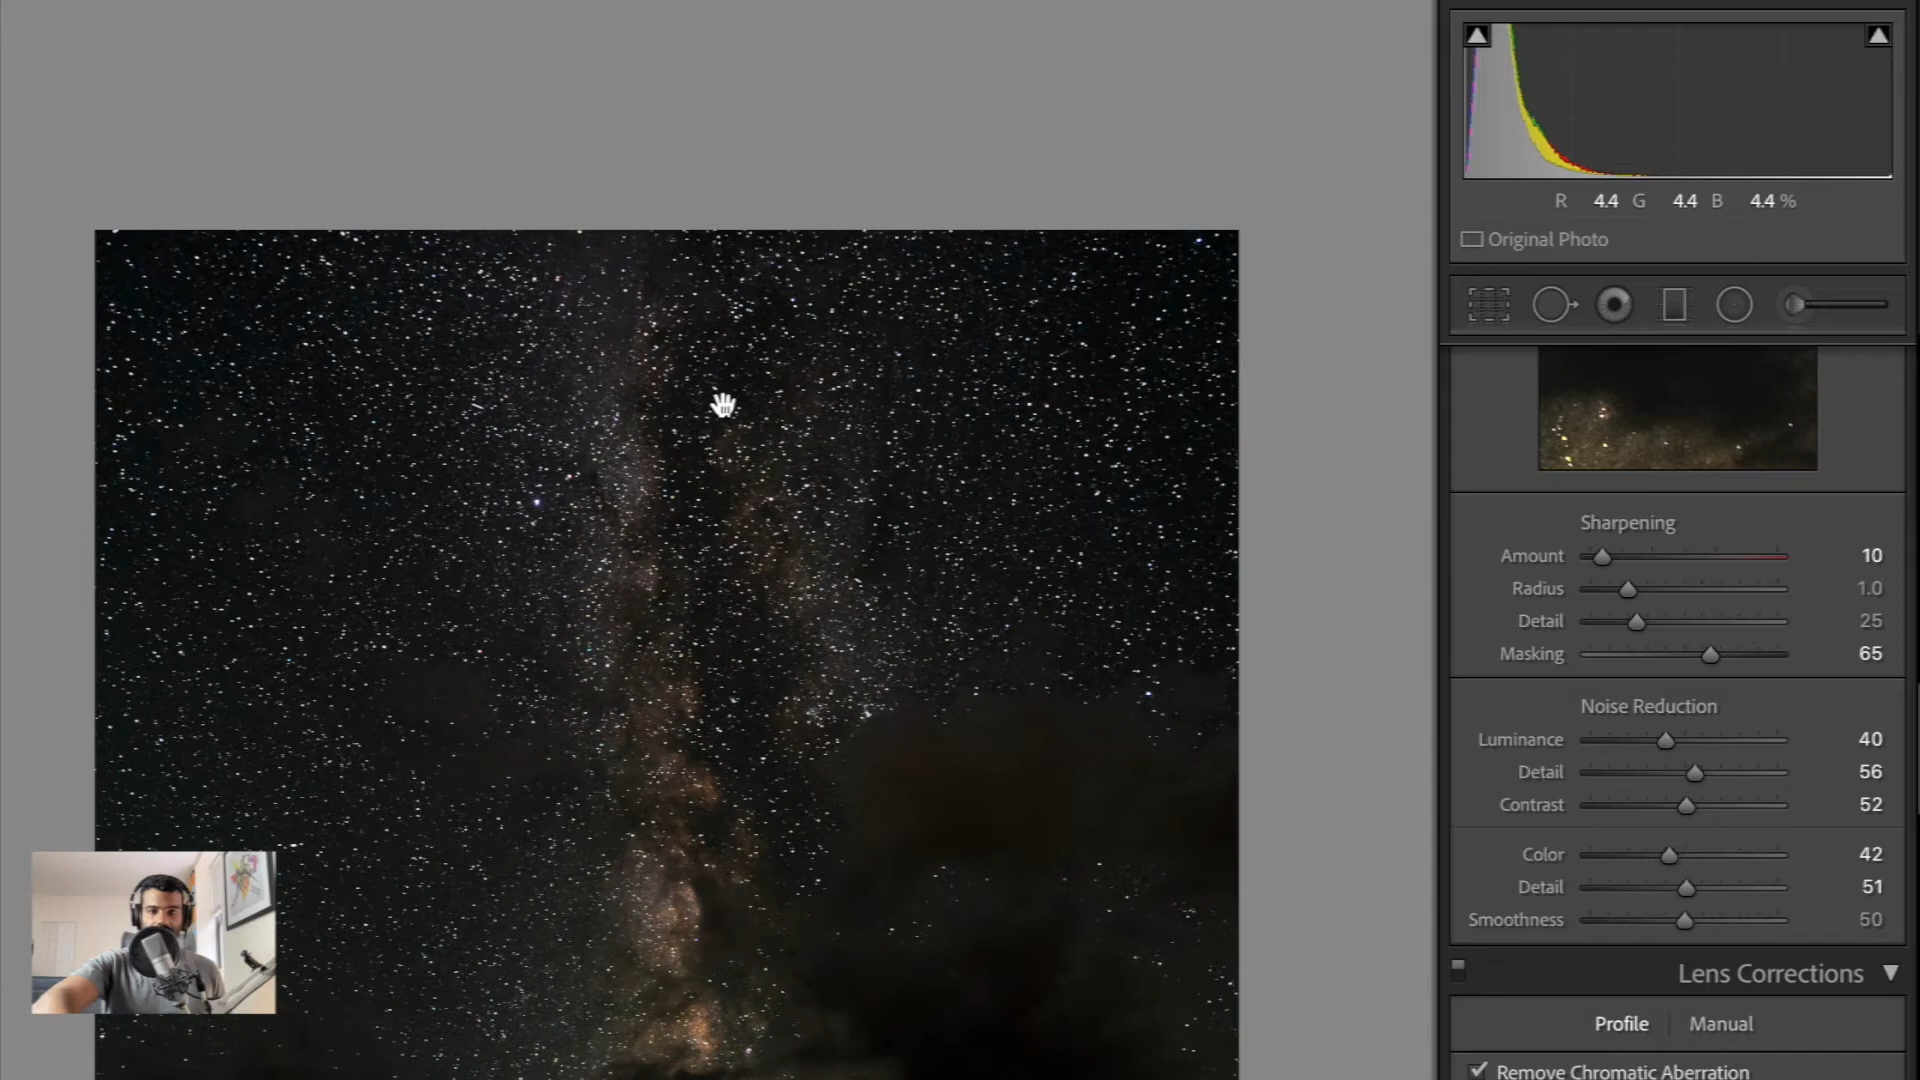 R 4.4 G 4.4 B 4.4 %
Original Photo
Sharpening
Amount 10
Radius 1.0
Detail 25
Masking 65
Noise Reduction
Luminance 40
Detail 56
Contrast 52
Color 42
Detail 51
Smoothness 50
Lens Corrections
Profile | Manual
Remove Chromatic Aberration